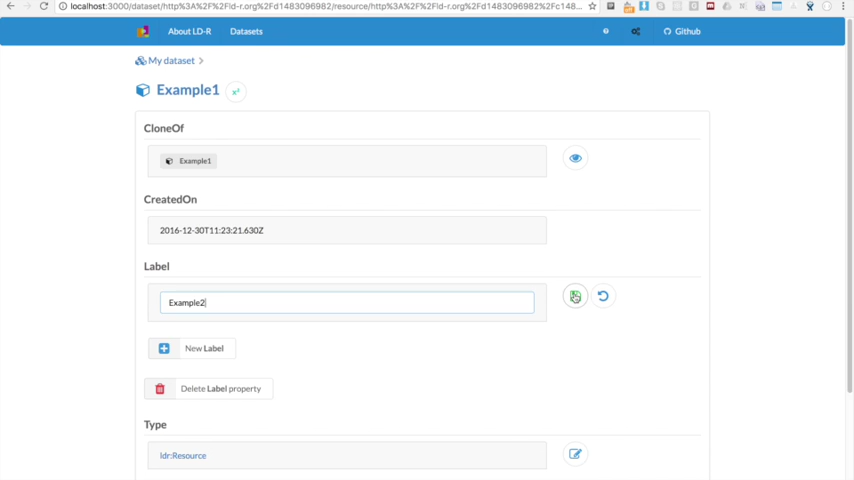 localhost:3000/dataset/http%3A%2F%2Fld-r.org%2Fd1483096982/resource/http%3A%2F%2Fld-r.org%2Fd1483096982%2Fc148...
About LD-R Datasets Github
My dataset
Example1 x²
CloneOf
Example1
CreatedOn
2016-12-30T11:23:21.630Z
Label
Example2
New Label
Delete Label property
Type
ldr:Resource